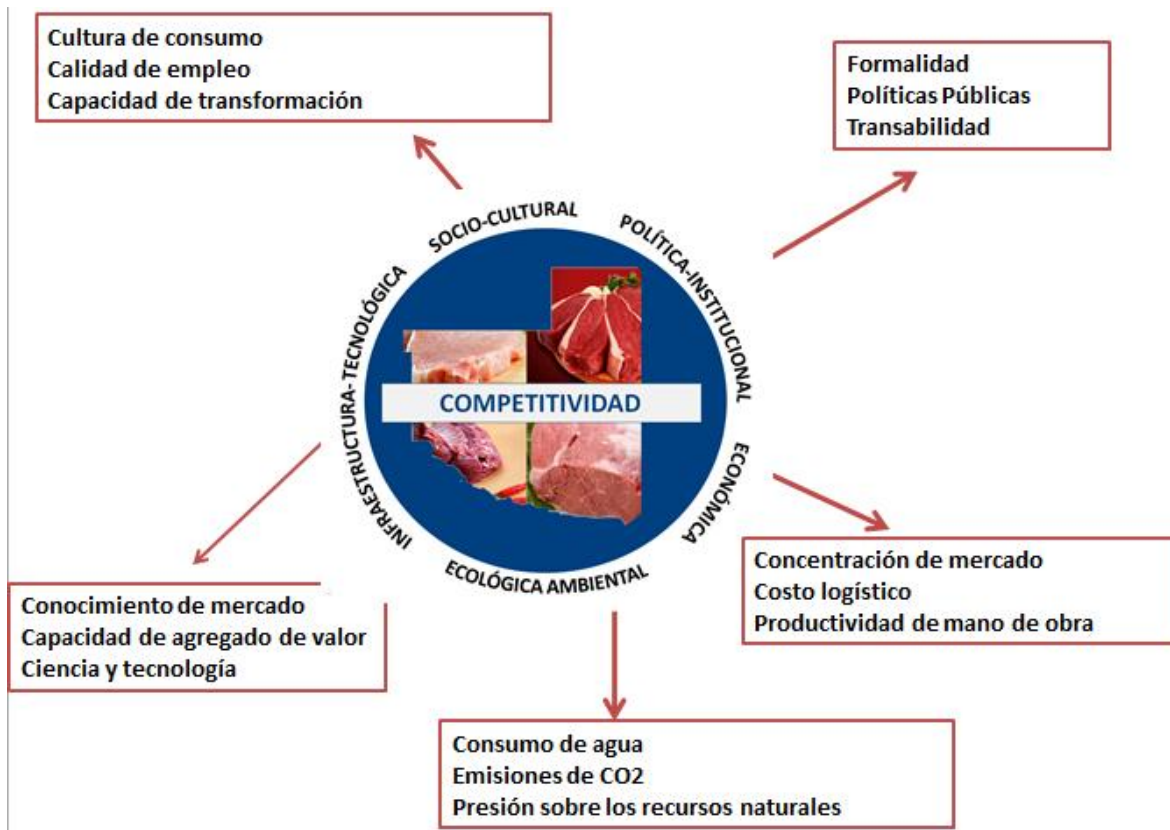 Cultura de consumo
Calidad de empleo
Capacidad de transformación
Formalidad
Políticas Públicas
Transabilidad
SOCIO-CULTURAL
POLÍTICA-INSTITUCIONAL
INFRAESTRUCTURA- TECNOLÓGICA
COMPETITIVIDAD
ECONÓMICA
ECOLÓGICA AMBIENTAL
Concentración de mercado
Costo logístico
Productividad de mano de obra
Conocimiento de mercado
Capacidad de agregado de valor
Ciencia y tecnología
Consumo de agua
Emisiones de CO2
Presión sobre los recursos naturales